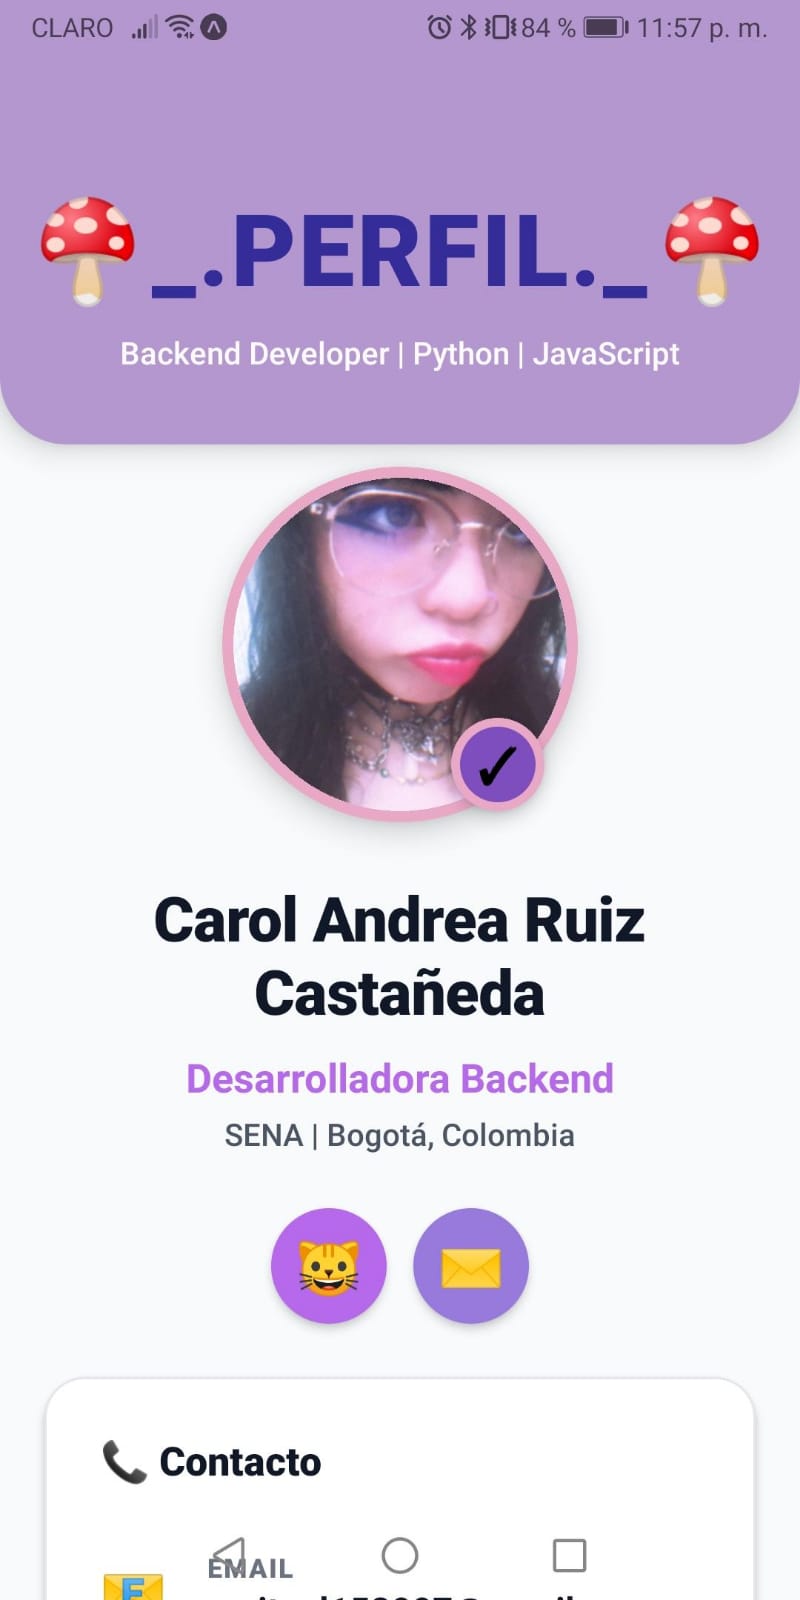 CLARO 84 % 11:57 p. m.
_.PERFIL._
Backend Developer | Python | JavaScript
Carol Andrea Ruiz
Castañeda
Desarrolladora Backend
SENA | Bogotá, Colombia
Contacto
EMAIL